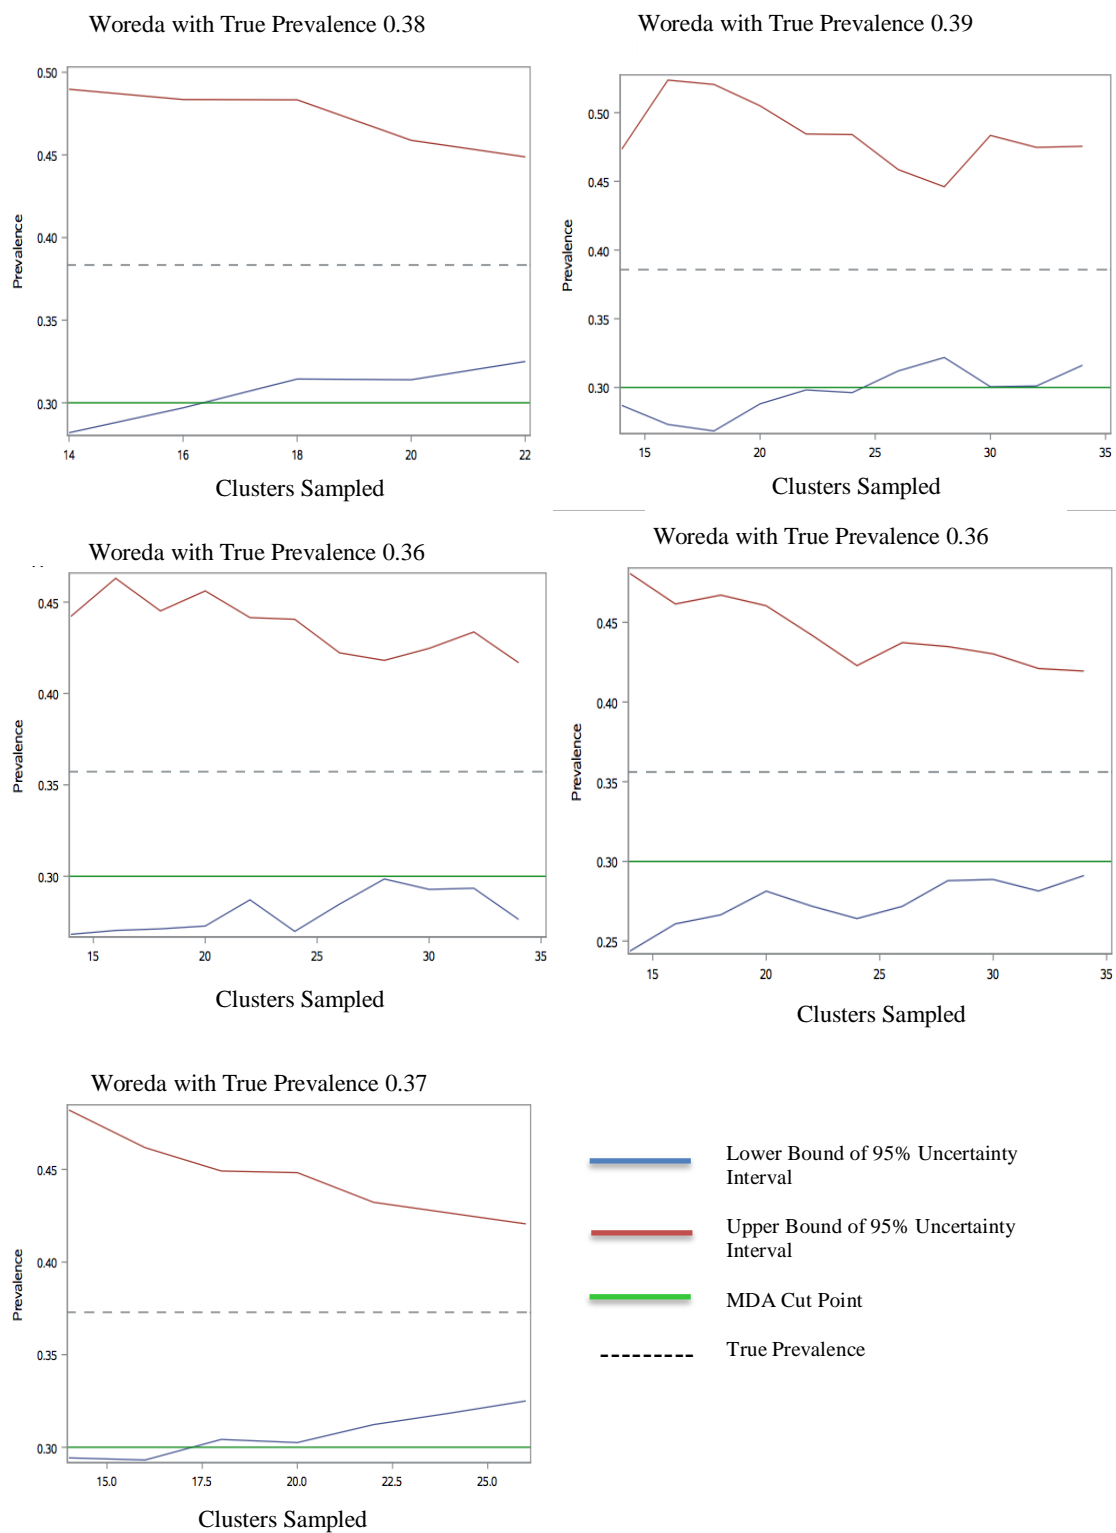 Woreda with True Prevalence 0.38
0.50
0.45
0.40
0.35
0.30
Prevalence
14 16 18 20 22
Clusters Sampled
Woreda with True Prevalence 0.39
0.50
0.45
0.40
0.35
0.30
Prevalence
15 20 25 30 35
Clusters Sampled
Woreda with True Prevalence 0.36
0.45
0.40
0.35
0.30
Prevalence
15 20 25 30 35
Clusters Sampled
Woreda with True Prevalence 0.36
0.45
0.40
0.35
0.30
0.25
Prevalence
15 20 25 30 35
Clusters Sampled
Woreda with True Prevalence 0.37
0.45
0.40
0.35
0.30
Prevalence
15.0 17.5 20.0 22.5 25.0
Clusters Sampled
Lower Bound of 95% Uncertainty
Interval
Upper Bound of 95% Uncertainty
Interval
MDA Cut Point
True Prevalence